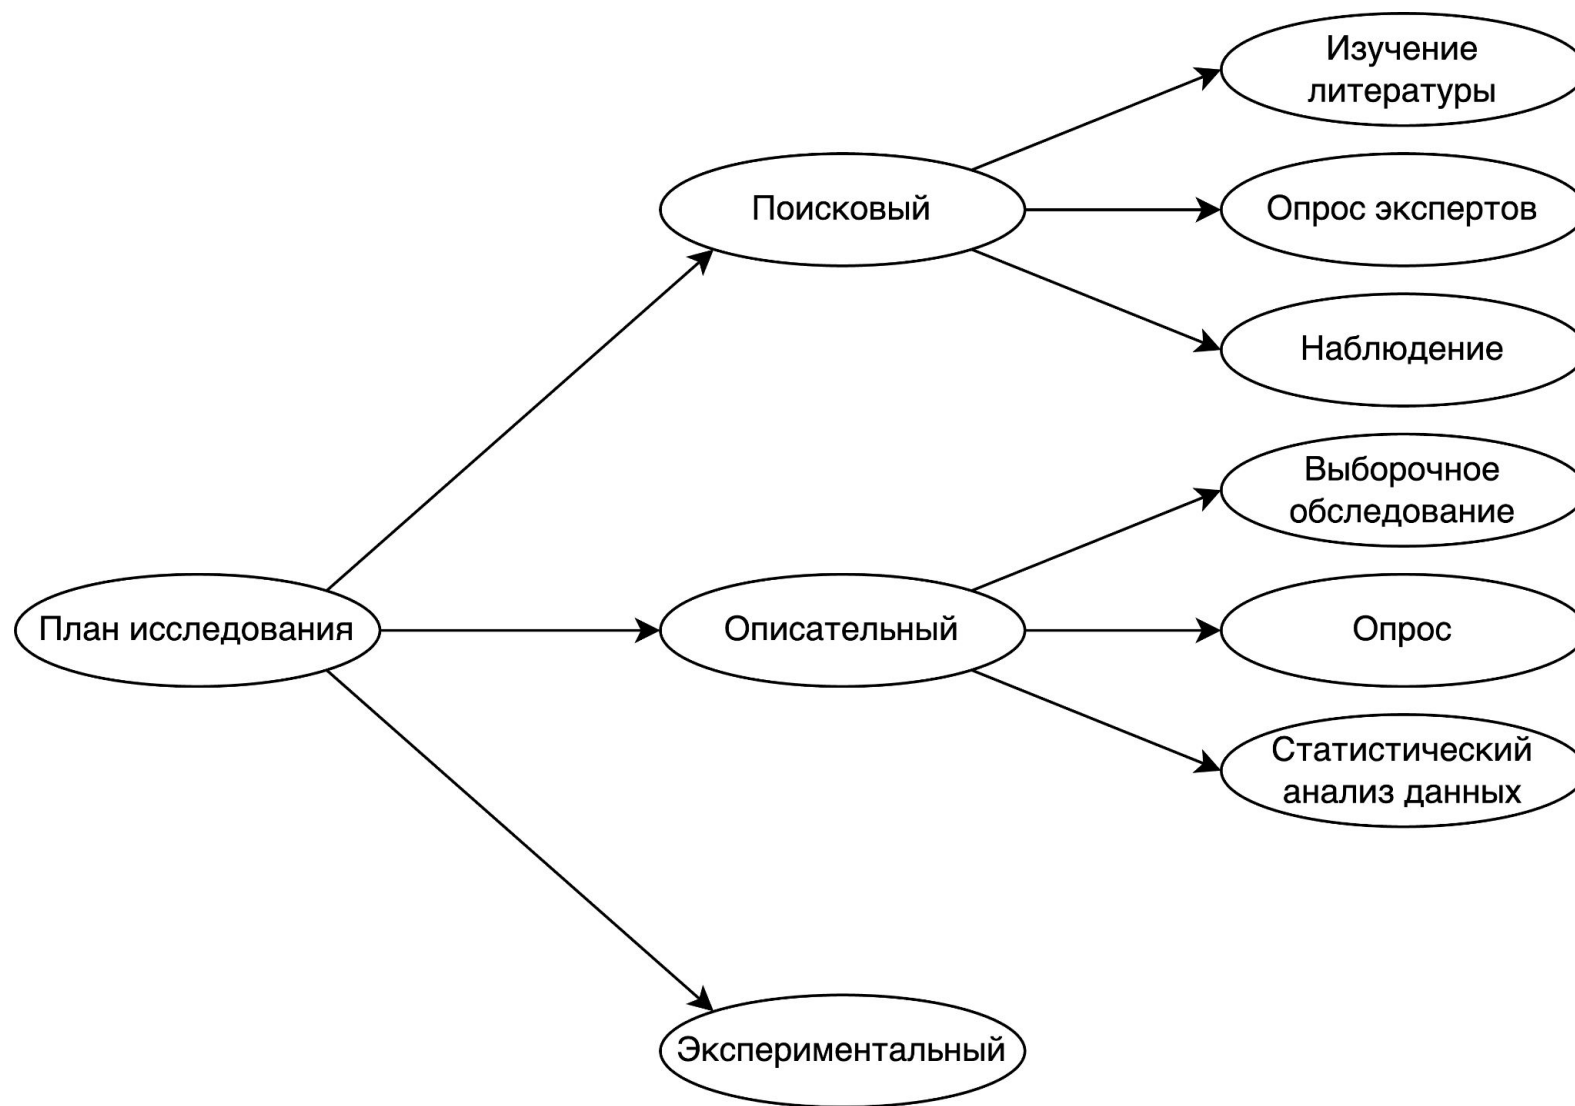 Изучение
литературы
Поисковый
Опрос экспертов
Наблюдение
Выборочное
обследование
План исследования
Описательный
Опрос
Статистический
анализ данных
Экспериментальный